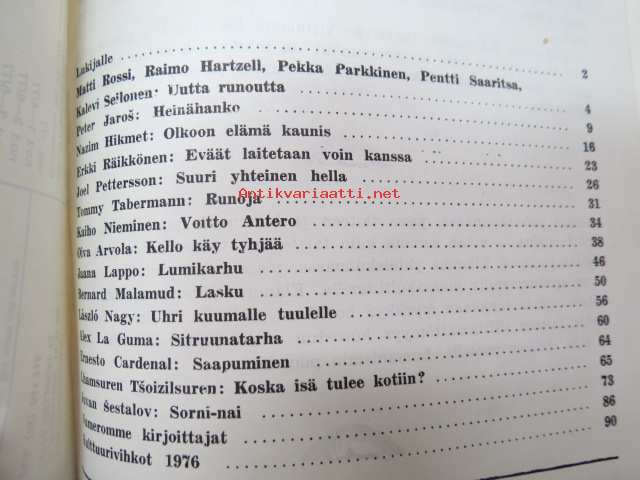 Lukijalle 2
Matti Rossi, Raimo Hartzell, Pekka Parkkinen, Pentti Saaritsa,
Kalevi Seilonen: Uutta runoutta 4
Peter Jaroš: Heinähanko 9
Nazim Hikmet: Olkoon elämä kaunis 16
Erkki Räikkönen: Eväät laitetaan voin kanssa 23
Joel Pettersson: Suuri yhteinen hella 26
Antikvariaatti.net
Tommy Tabermann: Runoja 31
Kaiho Nieminen: Voitto Antero 34
Oiva Arvola: Kello käy tyhjää 38
Jaana Lappo: Lumikarhu 46
Bernard Malamud: Lasku 50
László Nagy: Uhri kuumalle tuulelle 56
Alex La Guma: Sitruunatarha 60
Ernesto Cardenal: Saapuminen 64
Tšoizilsuren: Koska isä tulee kotiin? 65
Šestalov: Sorni-nai 73
kirjoittajat 86
1976 90